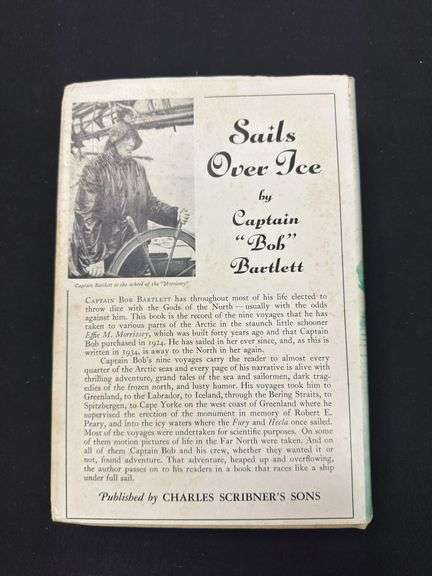 Sails
Over Ice
by
Captain
"Bob"
Bartlett
Captain Bartlett at the wheel of the "Morrissey"
CAPTAIN BOB BARTLETT has throughout most of his life elected to
throw dice with the Gods of the North—usually with the odds
against him. This book is the record of the nine voyages that he has
taken to various parts of the Arctic in the staunch little schooner
Effie M. Morrissey, which was built forty years ago and that Captain
Bob purchased in 1924. He has sailed her ever since, and, as this is
written in 1934, is away to the North in her again.
Captain Bob's nine voyages carry the reader to almost every
quarter of the Arctic seas and every page of his narrative is alive with
thrilling adventure, grand tales of the sea and sailormen, dark trag-
edies of the frozen north, and lusty humor. His voyages took him to
Greenland, to the Labrador, to Iceland, through the Bering Straits, to
Spitzbergen, to Cape Yorke on the west coast of Greenland where he
supervised the erection of the monument in memory of Robert E.
Peary, and into the icy waters where the Fury and Hecla once sailed.
Most of the voyages were undertaken for scientific purposes. On some
of them motion pictures of life in the Far North were taken. And on
all of them Captain Bob and his crew, whether they wanted it or
not, found adventure. That adventure, heaped up and overflowing,
the author passes on to his readers in a book that races like a ship
under full sail.
Published by CHARLES SCRIBNER'S SONS